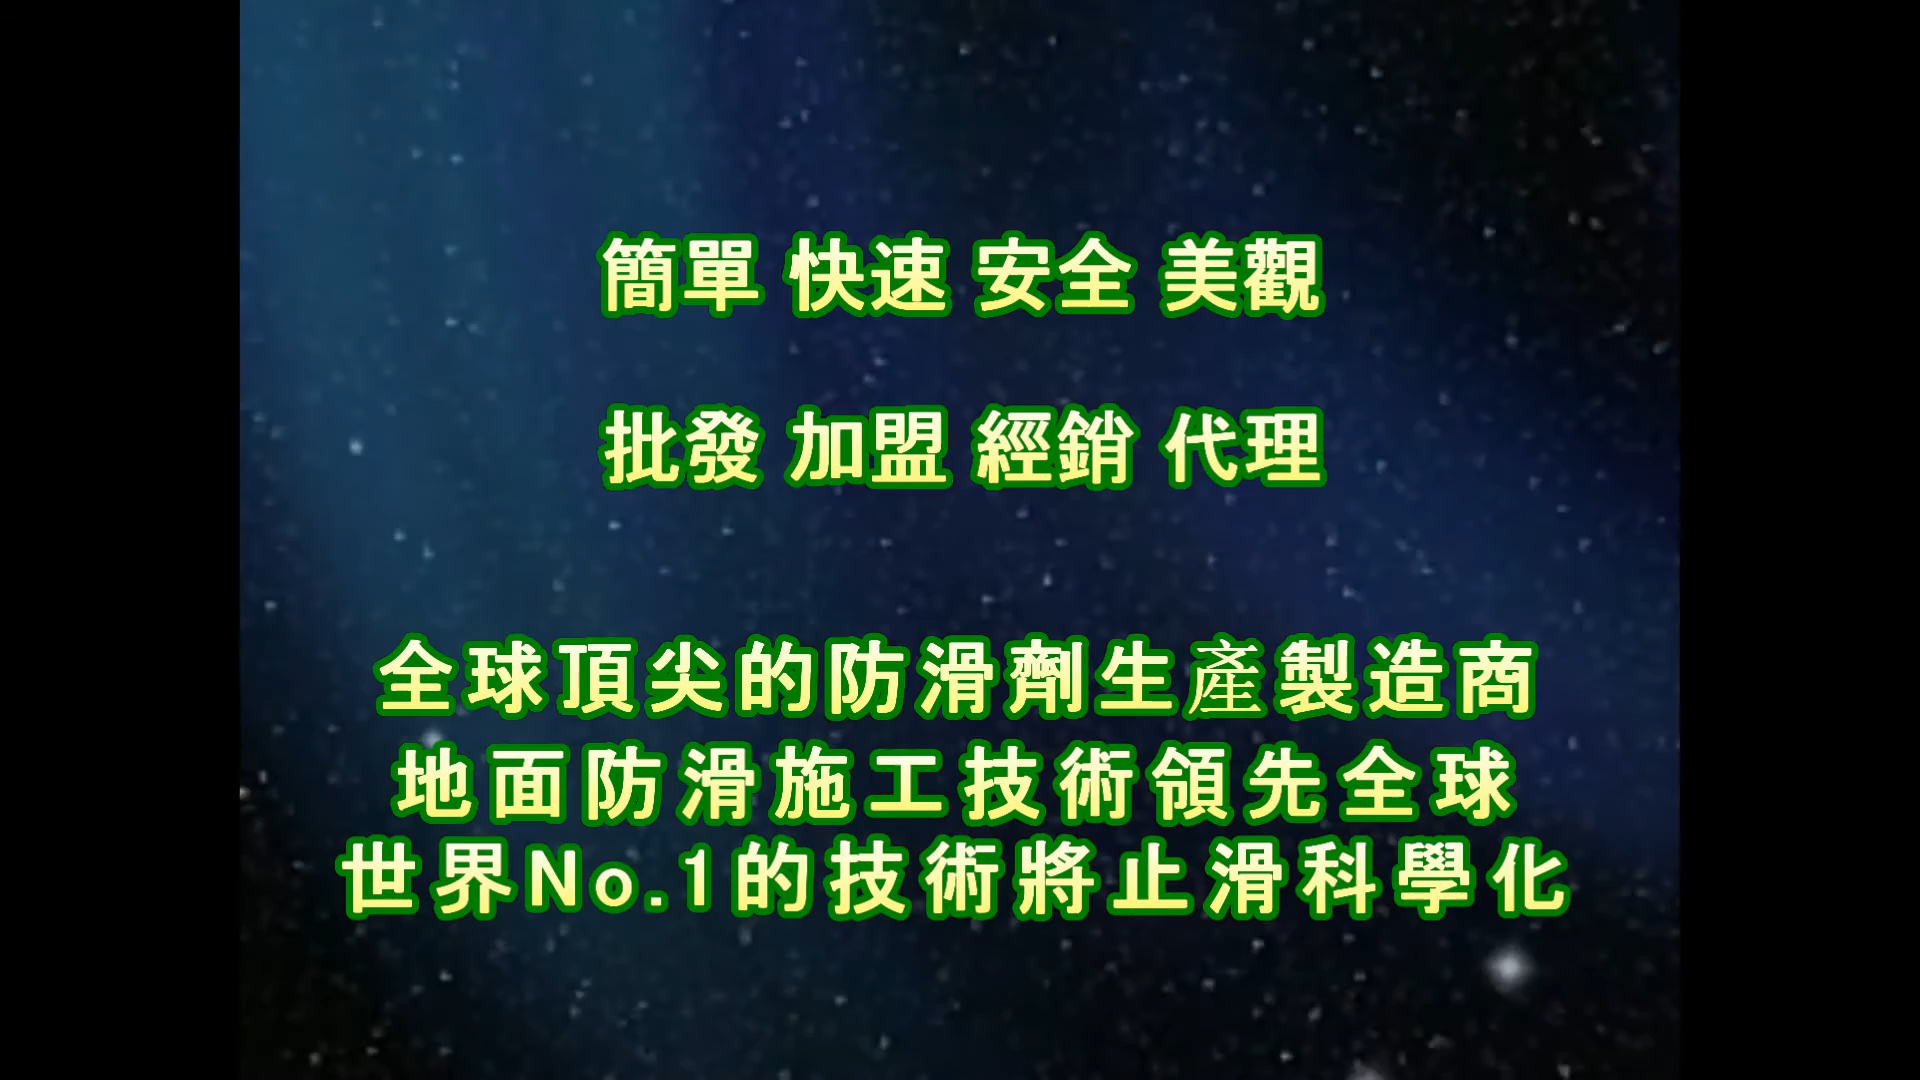 簡單 快速 安全 美觀
批發 加盟 經銷 代理
全球頂尖的防滑劑生產製造商
地面防滑施工技術領先全球
世界No.1的技術將止滑科學化